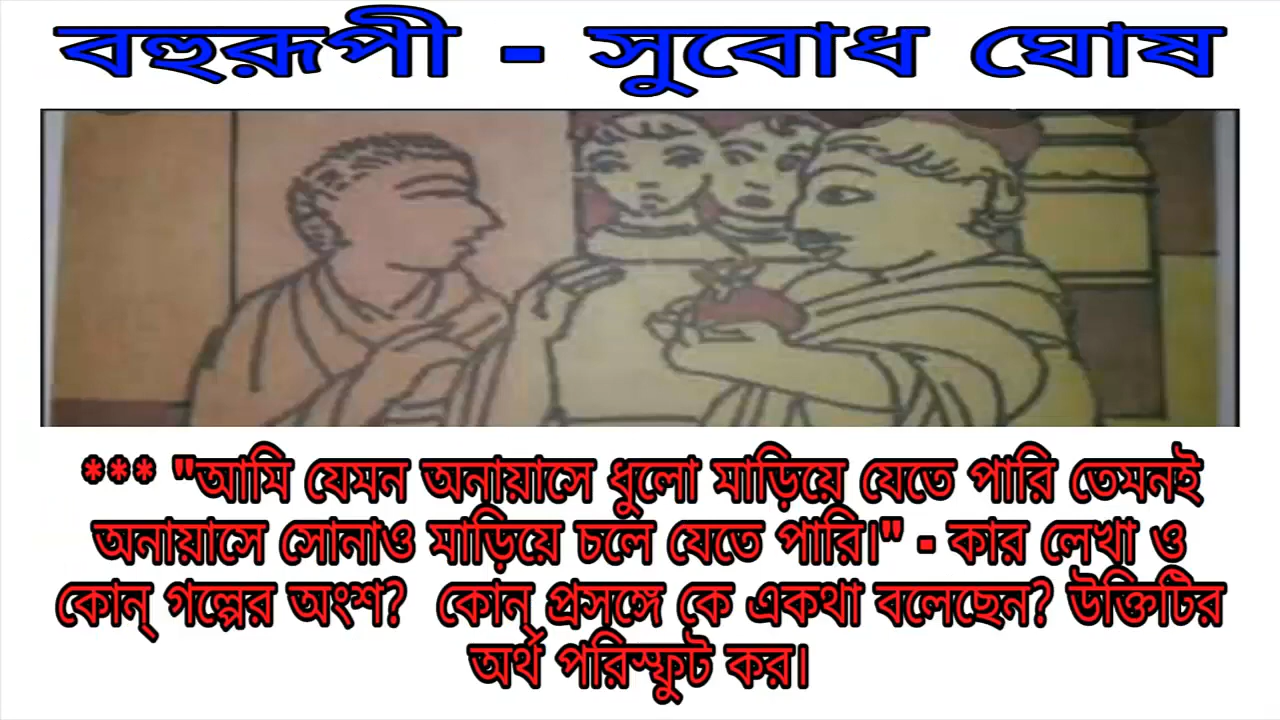 বহুরূপী - সুবোধ ঘোষ
*** "আমি যেমন অনায়াসে ধুলো মাড়িয়ে যেতে পারি তেমনই
অনায়াসে সোনাও মাড়িয়ে চলে যেতে পারি।" - কার লেখা ও
কোন্ গল্পের অংশ? কোন্ প্রসঙ্গে কে একথা বলেছেন? উক্তিটির
অর্থ পরিস্ফুট কর।